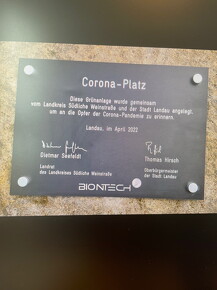 Corona-Platz
Diese Grünanlage wurde gemeinsam
vom Landkreis Südliche Weinstraße und der Stadt Landau angelegt,
um an die Opfer der Corona-Pandemie zu erinnern.
Landau, im April 2022
Dietmar Seefeldt
Thomas Hirsch
Landrat
des Landkreises Südliche Weinstraße
Oberbürgermeister
der Stadt Landau
BIONTECH